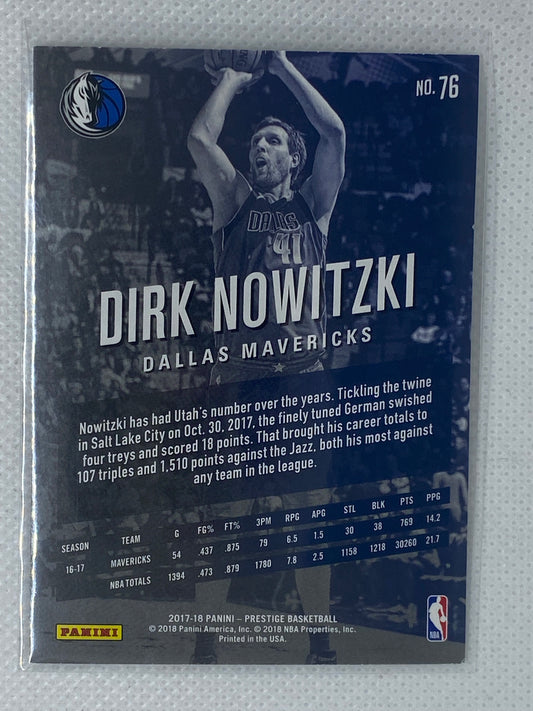 NO. 76
DALLAS
41
DIRK NOWITZKI
DALLAS MAVERICKS
Nowitzki has had Utah's number over the years. Tickling the twine
in Salt Lake City on Oct. 30, 2017, the finely tuned German swished
four treys and scored 18 points. That brought his career totals to
107 triples and 1,510 points against the Jazz, both his most against
any team in the league.
SEASON TEAM G FG% FT% 3PM RPG APG STL BLK PTS PPG
16-17 MAVERICKS 54 .437 .875 79 6.5 1.5 30 38 769 14.2
NBA TOTALS 1394 .473 .879 1780 7.8 2.5 1158 1218 30260 21.7
2017-18 PANINI – PRESTIGE BASKETBALL
© 2018 Panini America, Inc. © 2018 NBA Properties, Inc.
Printed in the USA.
PANINI
NBA